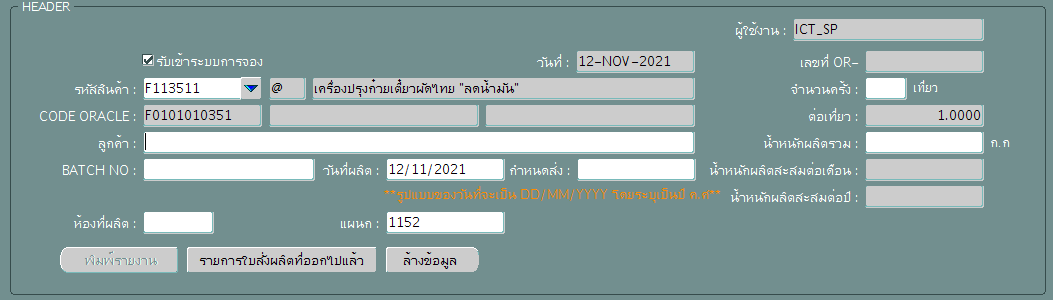 HEADER
ผู้ใช้งาน : ICT_SP
รับเข้าระบบการจอง วันที่ : 12-NOV-2021 เลขที่ OR-
รหัสสินค้า : F113511 @ เครื่องปรุงก๋วยเตี๋ยวผัดไทย "ลดน้ำมัน" จำนวนครั้ง : เที่ยว
CODE ORACLE : F0101010351 ต่อเที่ยว : 1.0000
ลูกค้า : น้ำหนักผลิตรวม : ก.ก
BATCH NO : วันที่ผลิต : 12/11/2021 กำหนดส่ง : น้ำหนักผลิตสะสมต่อเดือน :
**รูปแบบของวันที่จะเป็น DD/MM/YYYY โดยระบุเป็นปี ค.ศ** น้ำหนักผลิตสะสมต่อปี :
ห้องที่ผลิต : แผนก : 1152
พิมพ์รายงาน รายการใบสั่งผลิตที่ออกไปแล้ว ล้างข้อมูล